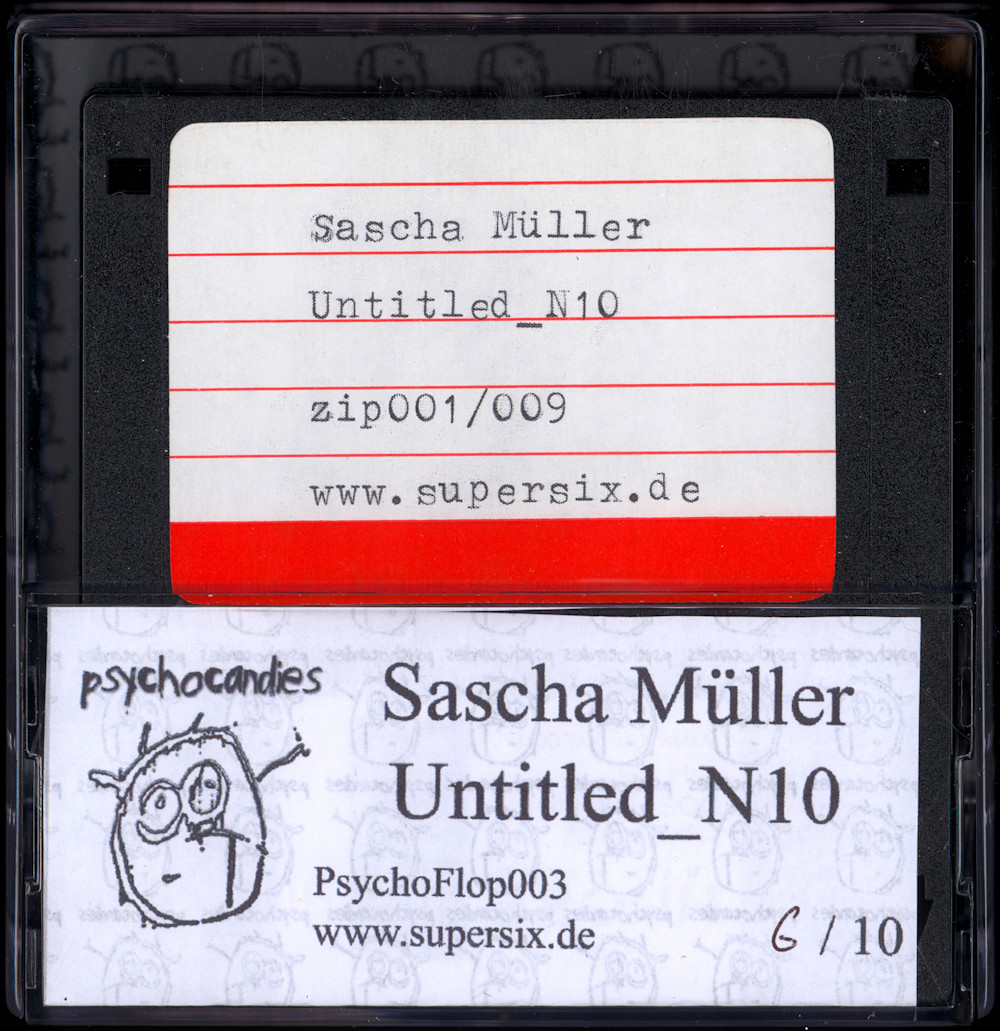 Sascha Müller
Untitled_N10
zip001/009
www.supersix.de
psychocandies
Sascha Müller
Untitled_N10
PsychoFlop003
www.supersix.de
6 / 10